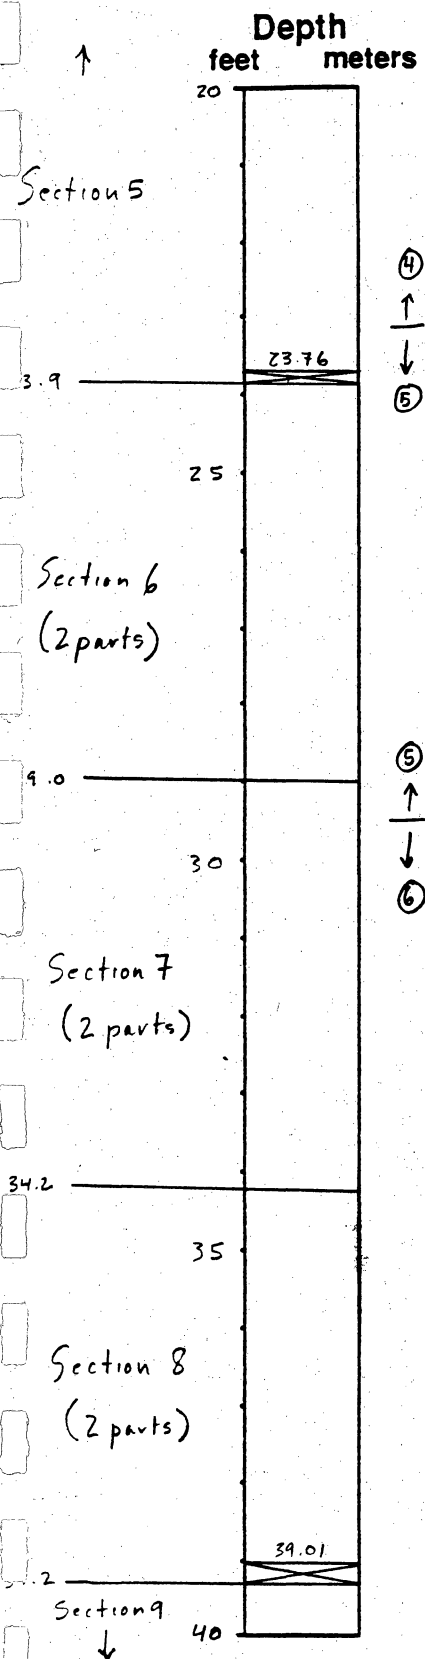 Depth
feet meters
20
Section 5
4
23.76
3.9
5
25
Section 6
(2 parts)
5
9.0
30
6
Section 7
(2 parts)
34.2
35
Section 8
(2 parts)
39.01
.2
Section 9
40